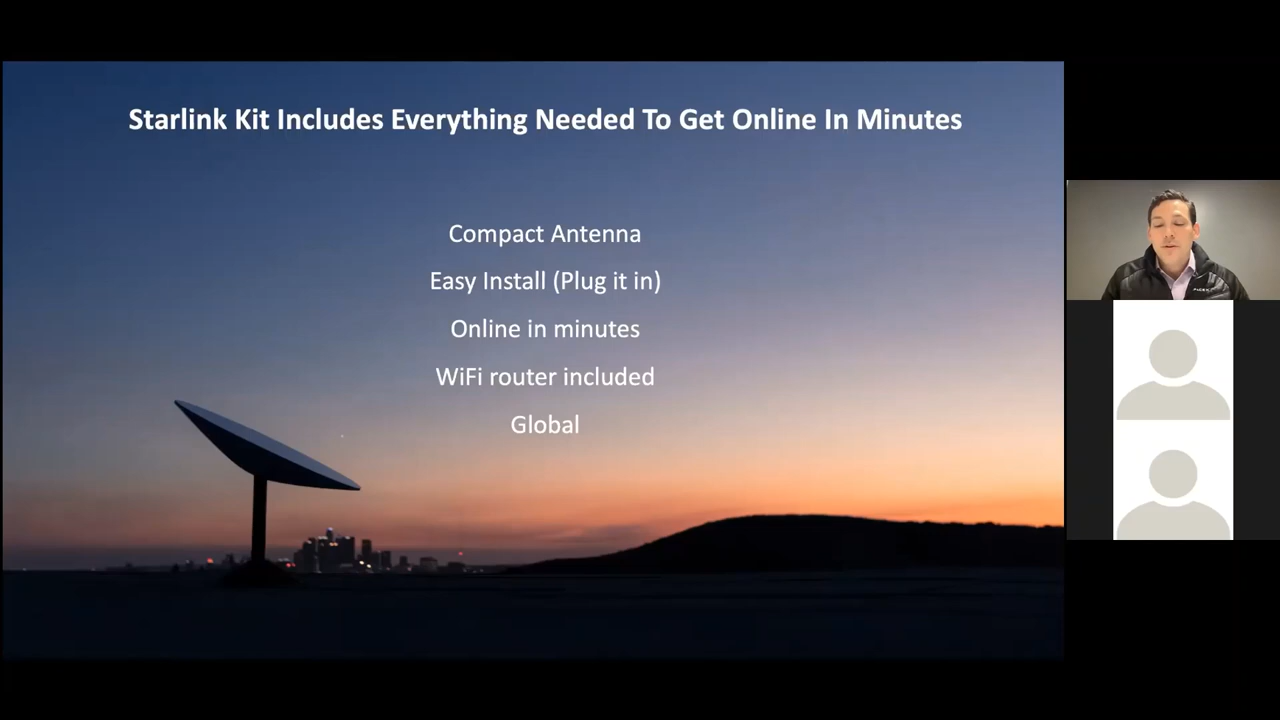 Starlink Kit Includes Everything Needed To Get Online In Minutes
Compact Antenna
Easy Install (Plug it in)
Online in minutes
WiFi router included
Global